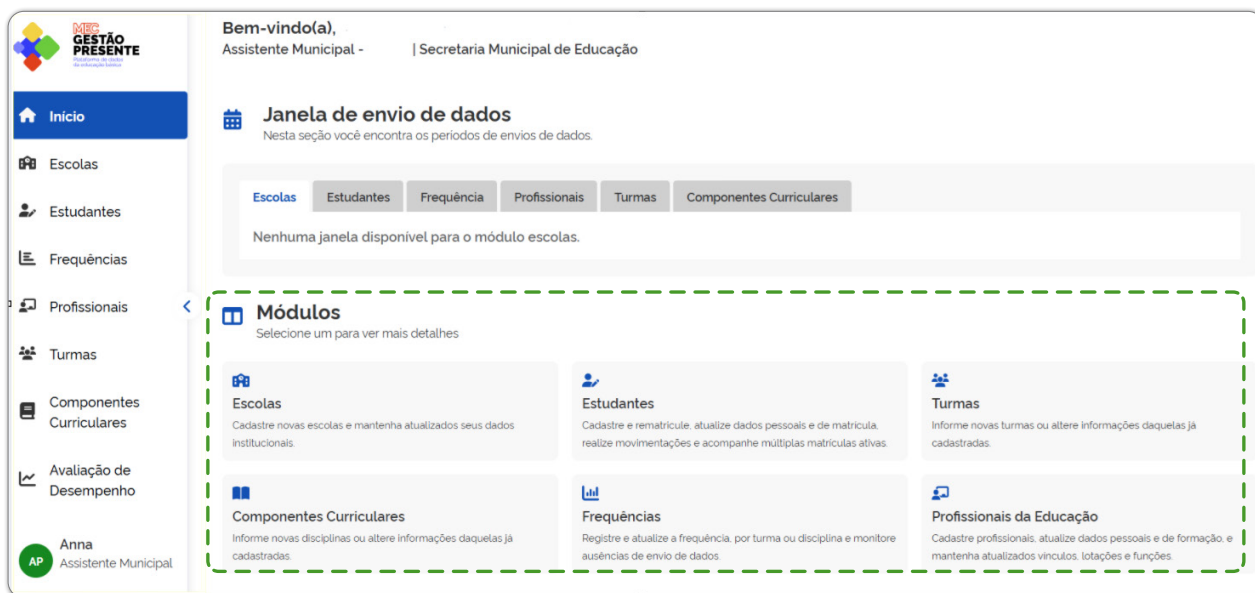 MEC
GESTÃO
PRESENTE
Plataforma de dados
da educação básica
Início
Escolas
Estudantes
Frequências
Profissionais
Turmas
Componentes
Curriculares
Avaliação de
Desempenho
AP
Anna
Assistente Municipal
Bem-vindo(a),
Assistente Municipal - | Secretaria Municipal de Educação
Janela de envio de dados
Nesta seção você encontra os períodos de envios de dados.
Escolas Estudantes Frequência Profissionais Turmas Componentes Curriculares
Nenhuma janela disponível para o módulo escolas.
Módulos
Selecione um para ver mais detalhes
Escolas
Cadastre novas escolas e mantenha atualizados seus dados
institucionais.
Estudantes
Cadastre e rematricule, atualize dados pessoais e de matrícula,
realize movimentações e acompanhe múltiplas matrículas ativas.
Turmas
Informe novas turmas ou altere informações daquelas já
cadastradas.
Componentes Curriculares
Informe novas disciplinas ou altere informações daquelas já
cadastradas.
Frequências
Registre e atualize a frequência, por turma ou disciplina e monitore
ausências de envio de dados.
Profissionais da Educação
Cadastre profissionais, atualize dados pessoais e de formação, e
mantenha atualizados vínculos, lotações e funções.